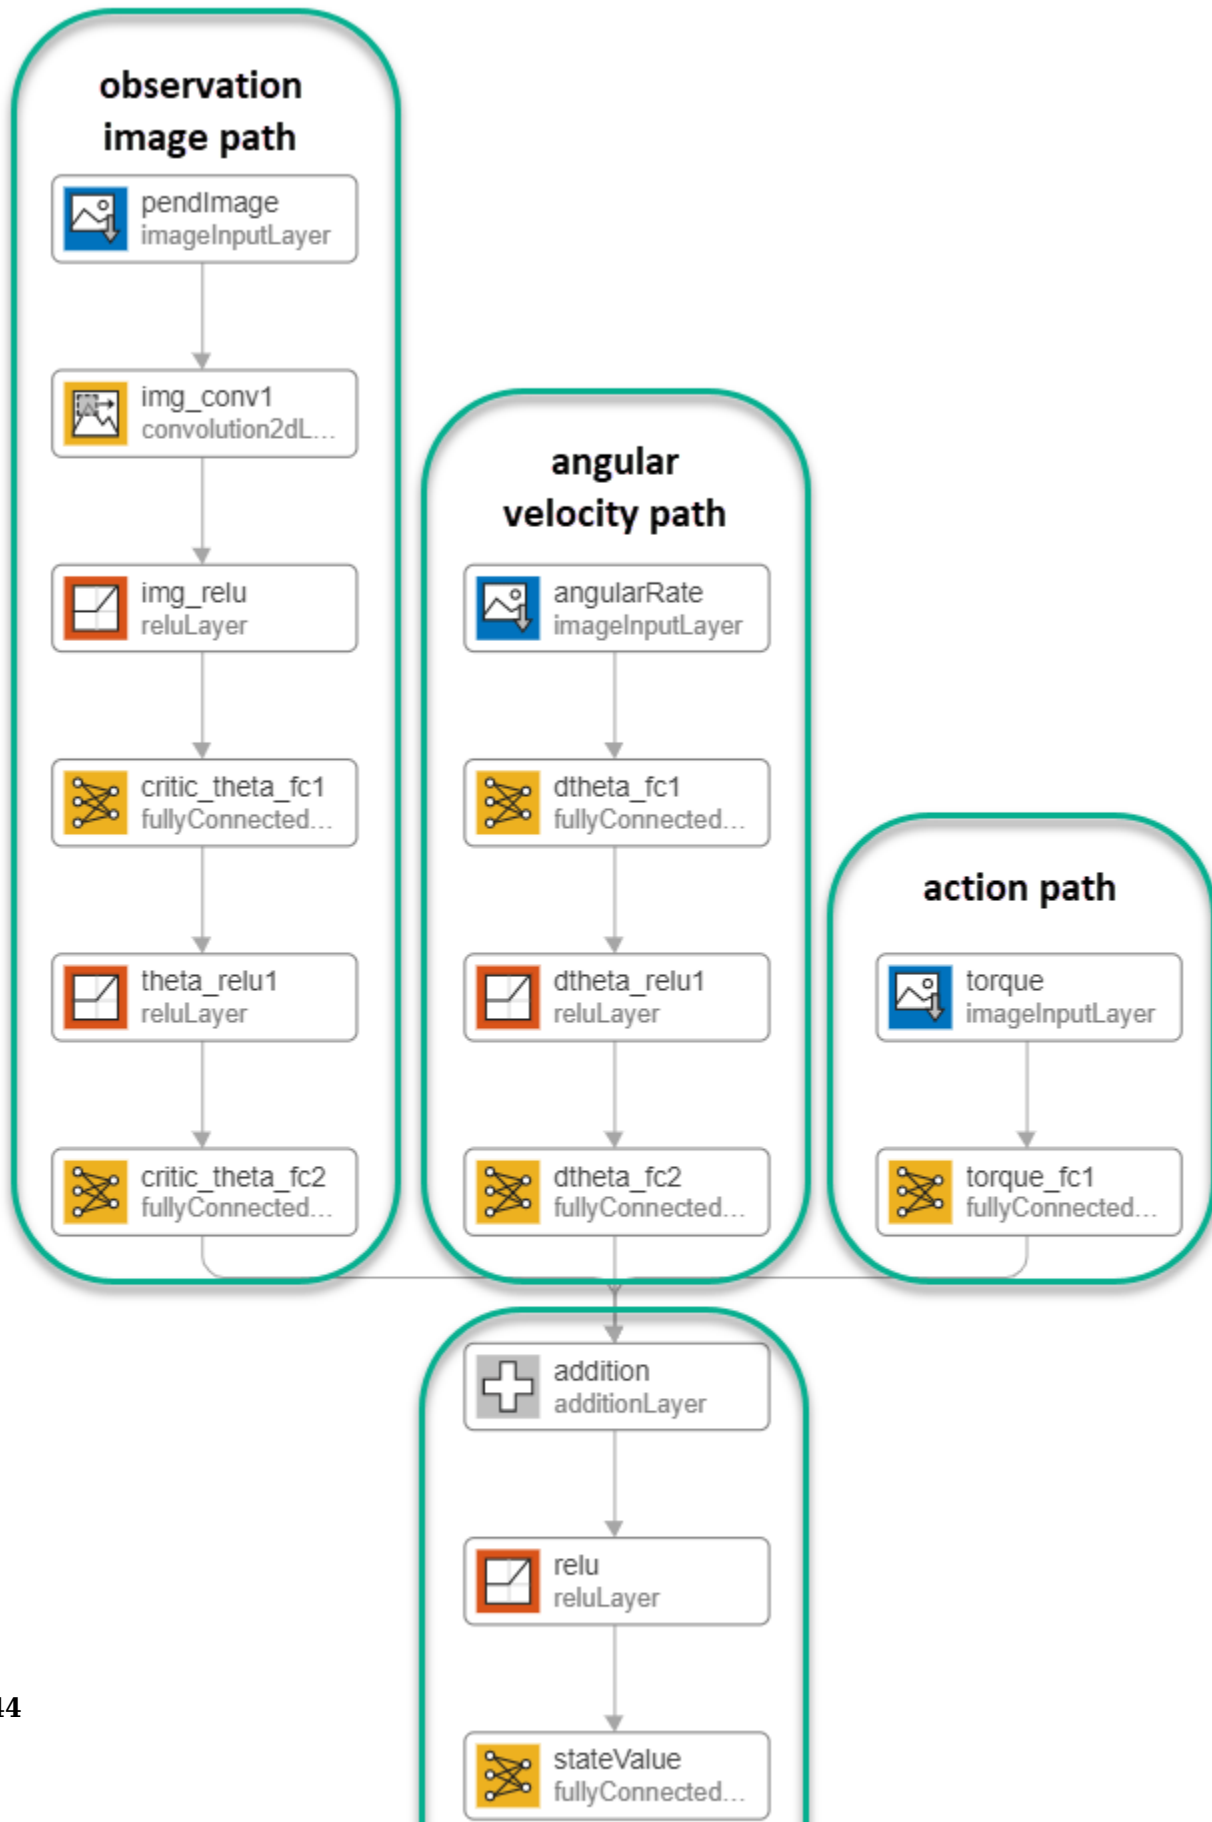 observation
image path
pendImage
imageInputLayer
img_conv1
convolution2dL...
img_relu
reluLayer
critic_theta_fc1
fullyConnected...
theta_relu1
reluLayer
critic_theta_fc2
fullyConnected...
angular
velocity path
angularRate
imageInputLayer
dtheta_fc1
fullyConnected...
dtheta_relu1
reluLayer
dtheta_fc2
fullyConnected...
action path
torque
imageInputLayer
torque_fc1
fullyConnected...
addition
additionLayer
relu
reluLayer
stateValue
fullyConnected...
44